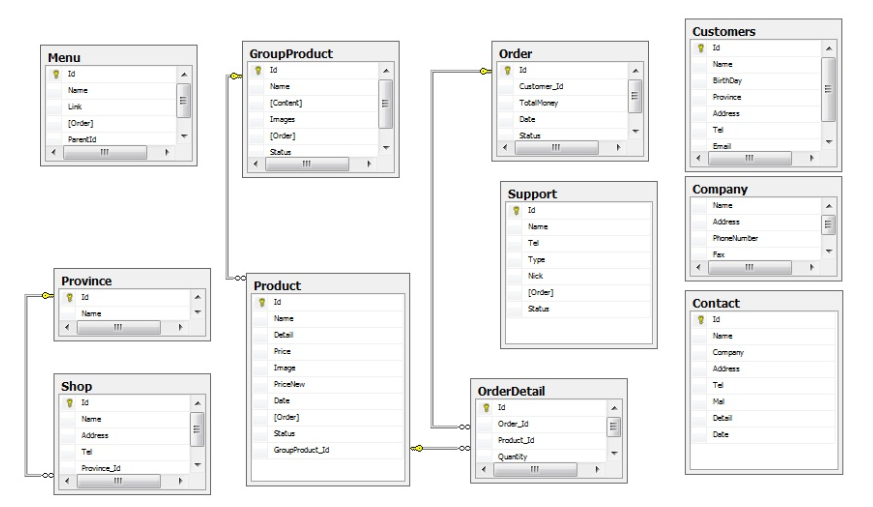 Menu
Id
Name
Link
[Order]
ParentId
GroupProduct
Id
Name
[Content]
Images
[Order]
Status
Order
Id
Customer_Id
TotalMoney
Date
Status
Customers
Id
Name
BirthDay
Province
Address
Tel
Email
Support
Id
Name
Tel
Type
Nick
[Order]
Status
Company
Name
Address
PhoneNumber
Fax
Province
Id
Name
Product
Id
Name
Detail
Price
Image
PriceNew
Date
[Order]
Status
GroupProduct_Id
Contact
Id
Name
Company
Address
Tel
Mail
Detail
Date
Shop
Id
Name
Address
Tel
Province_Id
OrderDetail
Id
Order_Id
Product_Id
Quantity